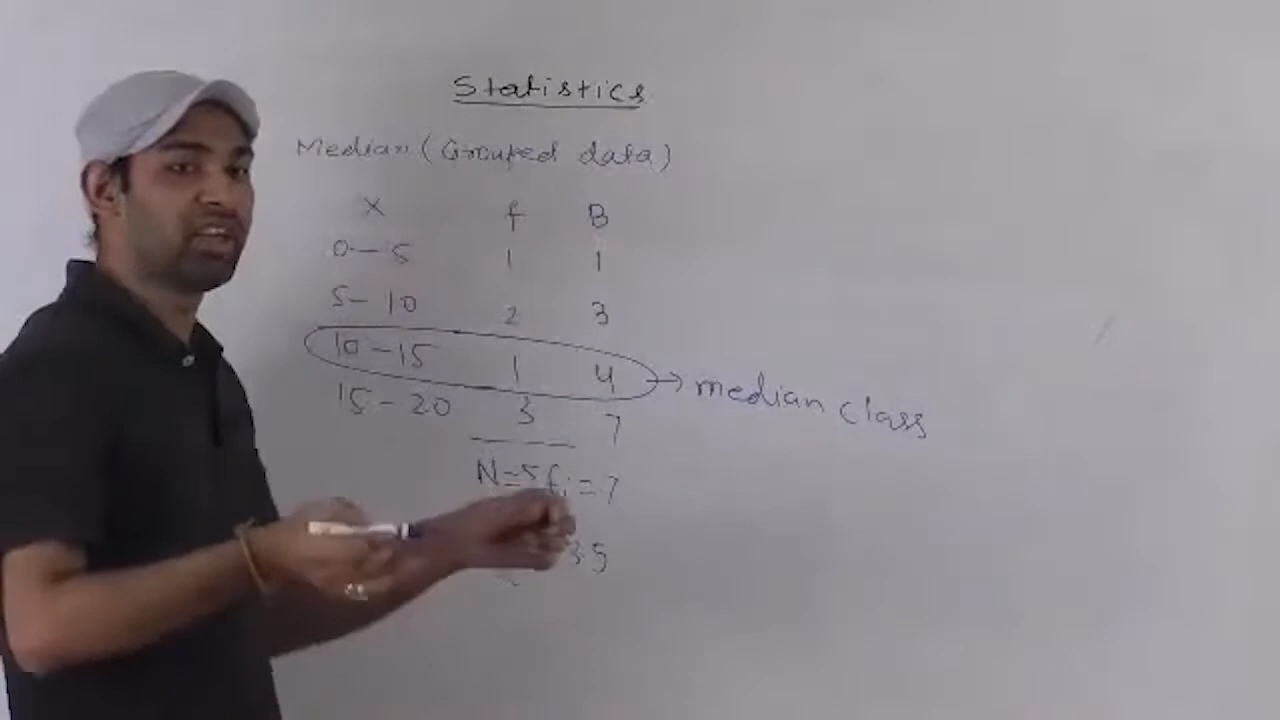 Statistics
Median (Grouped data)
X f B
0-5 1 1
5-10 2 3
10-15 1 4 → median class
15-20 3 7
N=Σfi=7
3.5